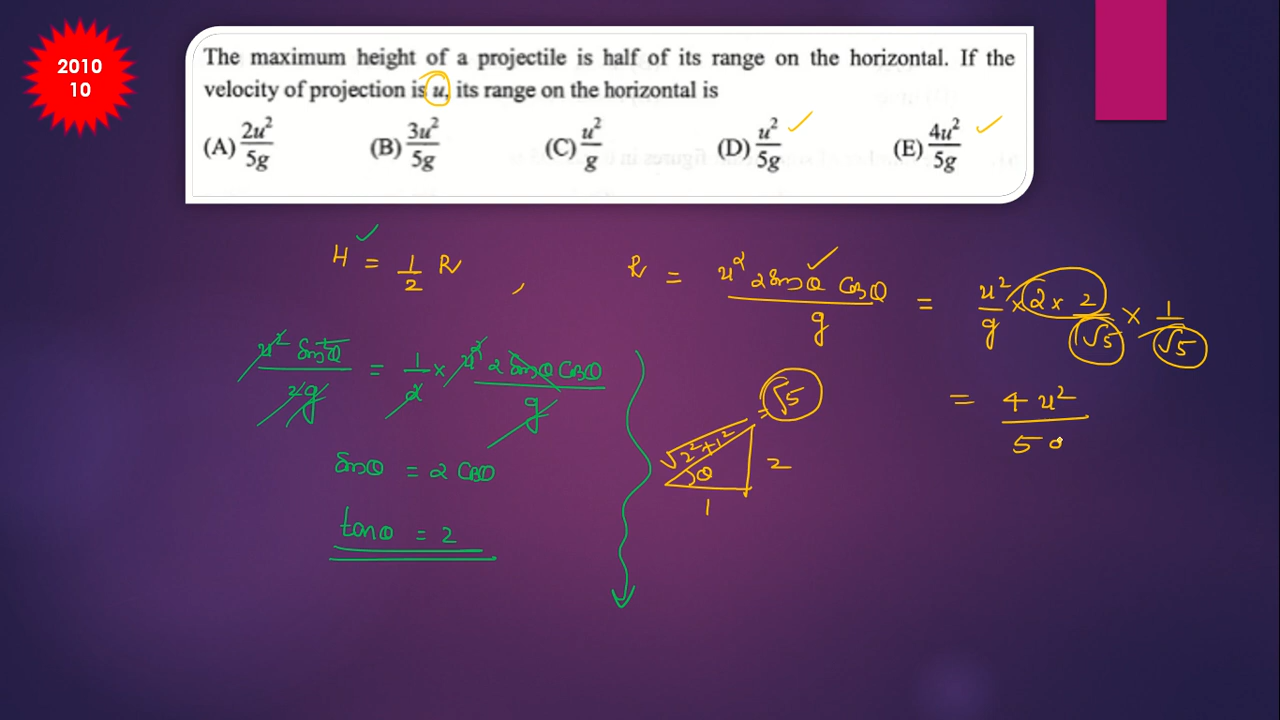 2010
10
The maximum height of a projectile is half of its range on the horizontal. If the
velocity of projection is u, its range on the horizontal is
(A) 2u²/5g (B) 3u²/5g (C) u²/g (D) u²/5g (E) 4u²/5g
H = 1/2 R , R = u² 2 sinθ cosθ / g = u²/g × 2 × 2/√5 × 1/√5
u² sin²θ / 2g = 1/2 × u² 2 sinθ cosθ / g
= 4u² / 5
√5
√2²+1²
θ 2
1
sinθ = 2 cosθ
tanθ = 2